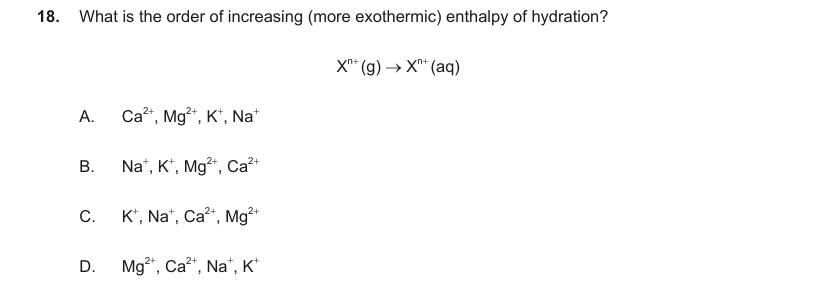 18. What is the order of increasing (more exothermic) enthalpy of hydration?
Xⁿ⁺ (g) → Xⁿ⁺ (aq)
A. Ca²⁺, Mg²⁺, K⁺, Na⁺
B. Na⁺, K⁺, Mg²⁺, Ca²⁺
C. K⁺, Na⁺, Ca²⁺, Mg²⁺
D. Mg²⁺, Ca²⁺, Na⁺, K⁺